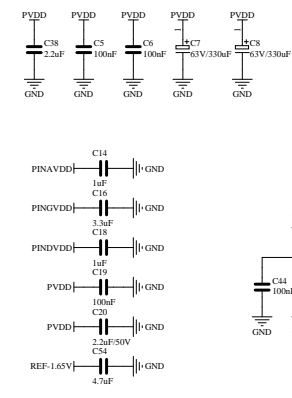 PVDD PVDD PVDD PVDD PVDD
C38 C5 C6 1 + C7 1 + C8
2.2uF 100nF 100nF 63V/330uF 63V/330uF
GND GND GND GND GND
C14
PINAVDD GND
1uF
C16
PINGVDD GND
3.3uF
C18
PINDVDD GND
1uF
C19
PVDD GND
100nF
C20
PVDD GND
2.2uF/50V
C54
REF-1.65V GND
4.7uF
C44
GND